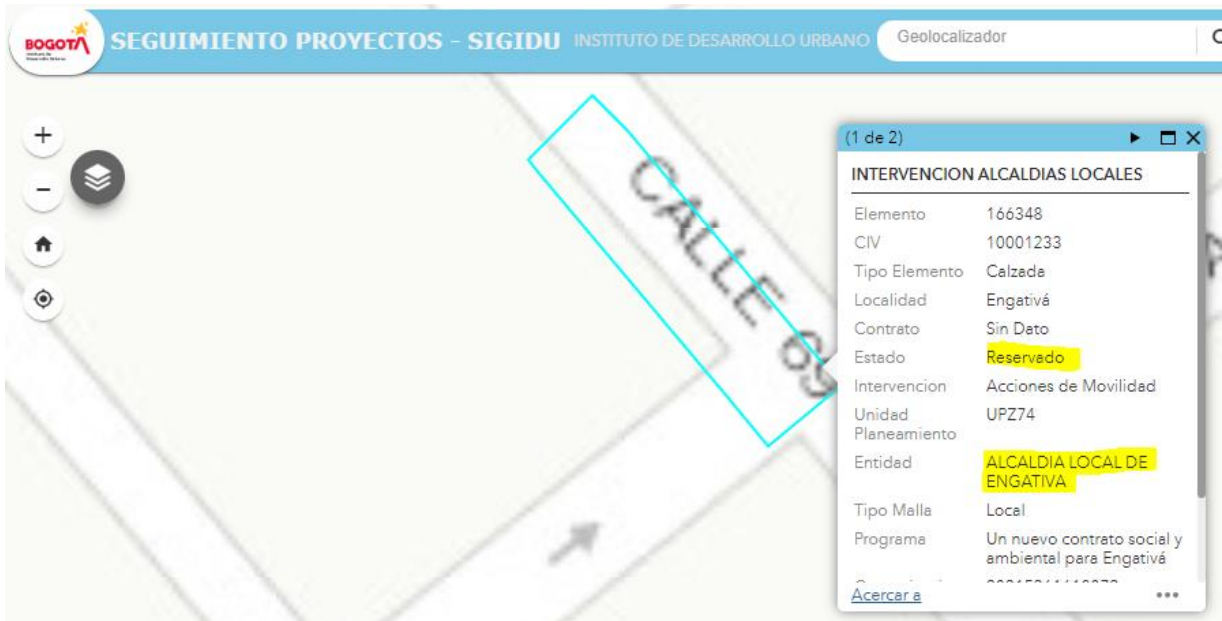 BOGOTÁ
SEGUIMIENTO PROYECTOS - SIGIDU INSTITUTO DE DESARROLLO URBANO
Geolocalizador
CALLE 69
(1 de 2)
INTERVENCION ALCALDIAS LOCALES
Elemento 166348
CIV 10001233
Tipo Elemento Calzada
Localidad Engativá
Contrato Sin Dato
Estado Reservado
Intervencion Acciones de Movilidad
Unidad UPZ74
Planeamiento
Entidad ALCALDIA LOCAL DE
ENGATIVA
Tipo Malla Local
Programa Un nuevo contrato social y
ambiental para Engativá
Acercar a